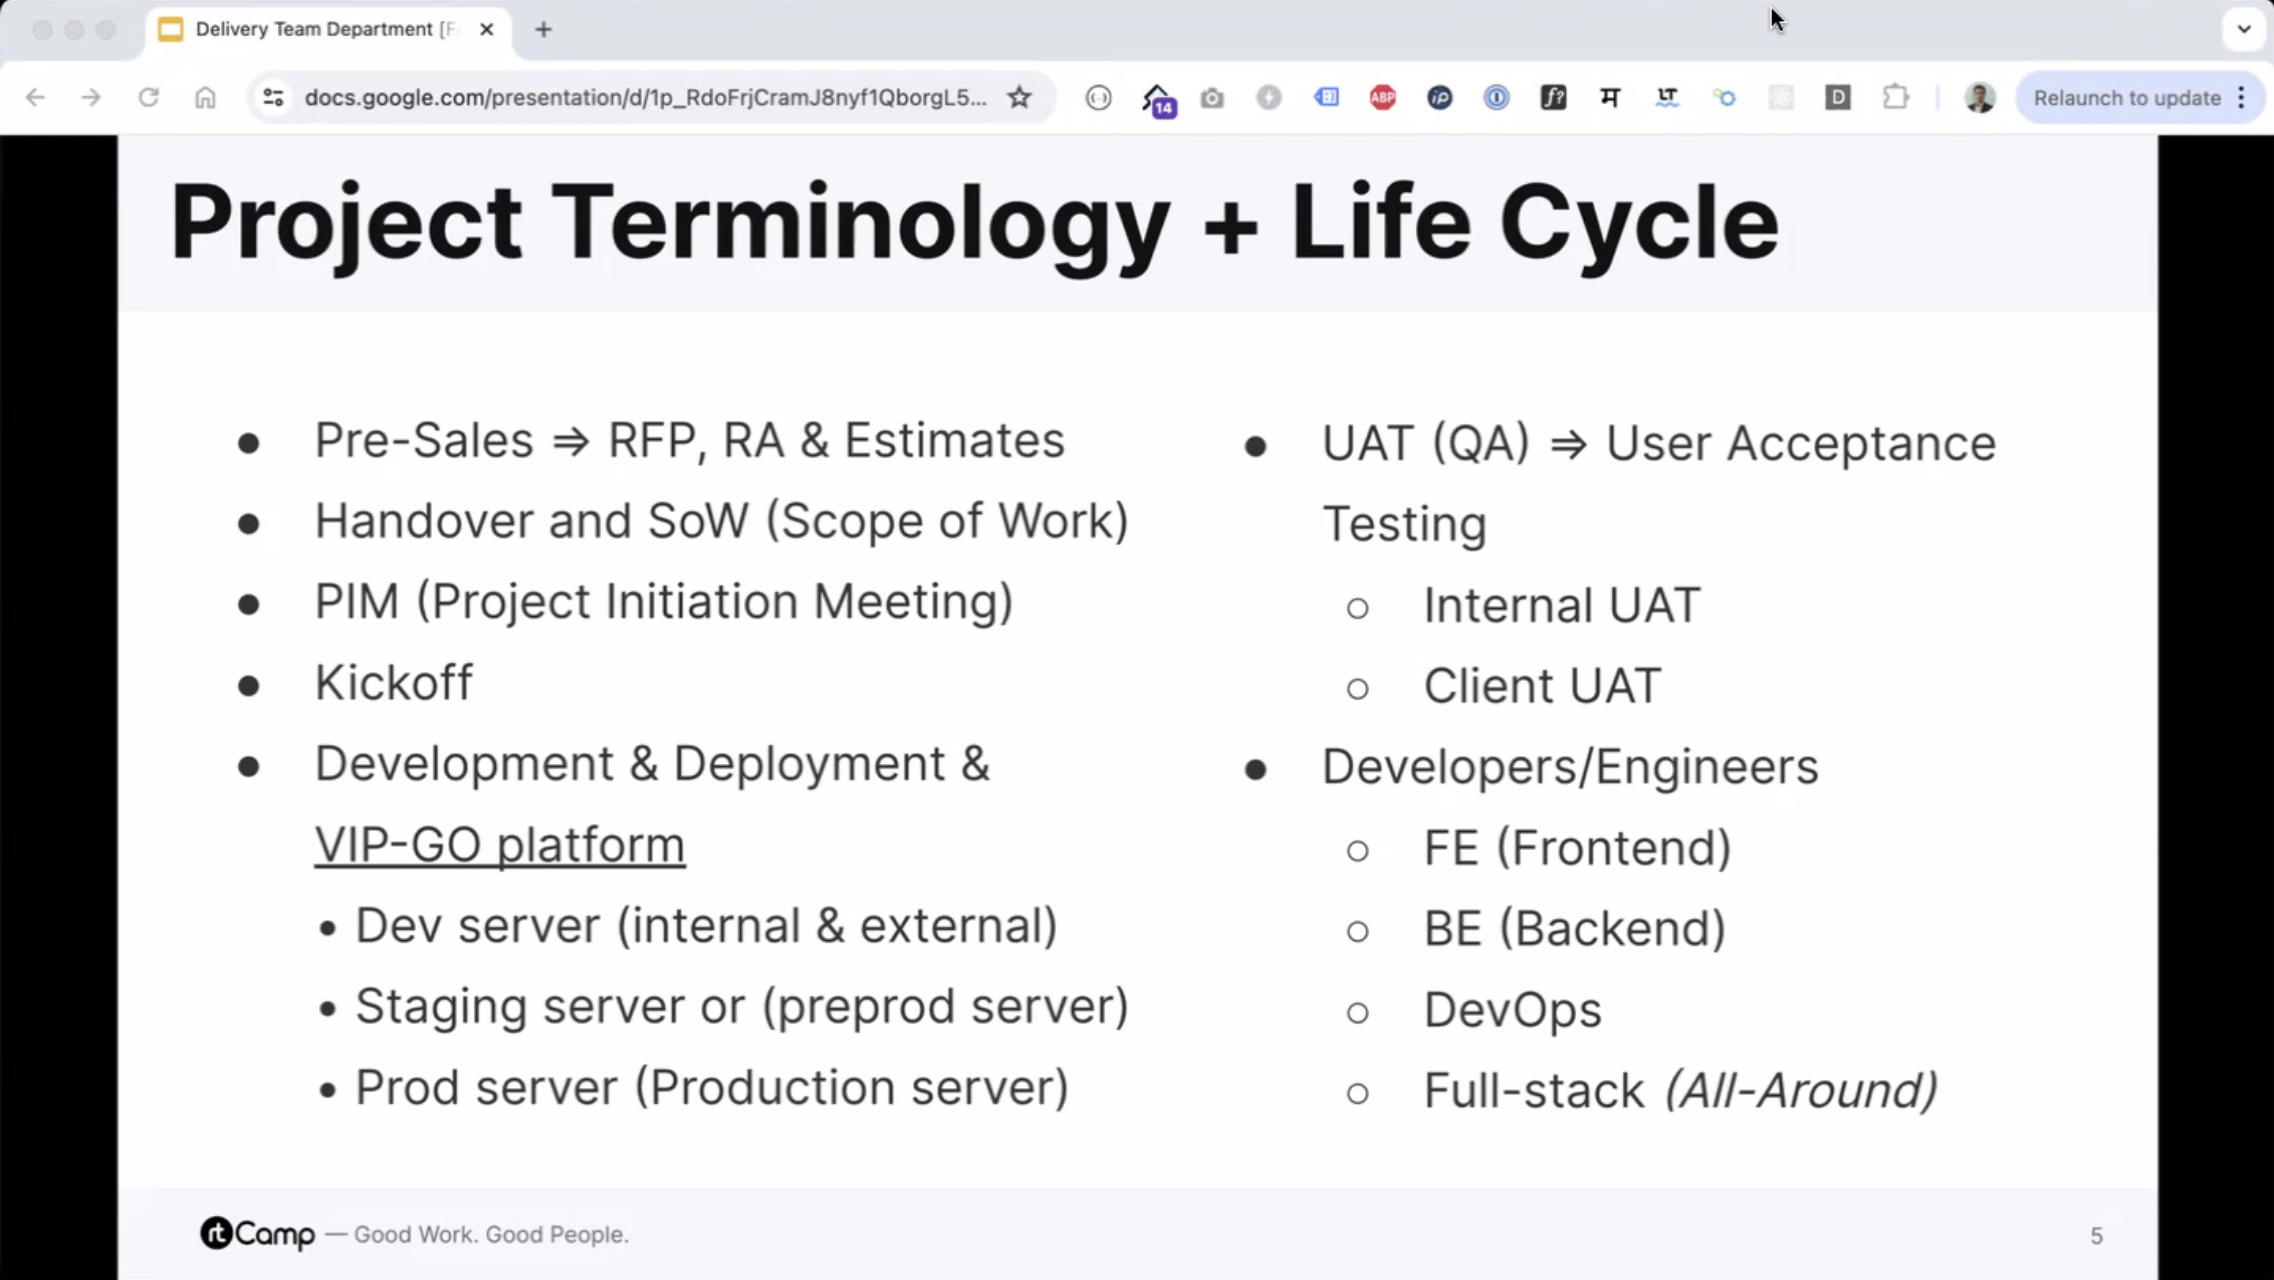 Delivery Team Department [F
docs.google.com/presentation/d/1p_RdoFrjCramJ8nyf1QborgL5...
14
ABP
iP
f?
म
LT
D
Relaunch to update
Project Terminology + Life Cycle
● Pre-Sales ⇒ RFP, RA & Estimates
● Handover and SoW (Scope of Work)
● PIM (Project Initiation Meeting)
● Kickoff
● Development & Deployment &
VIP-GO platform
• Dev server (internal & external)
• Staging server or (preprod server)
• Prod server (Production server)
● UAT (QA) ⇒ User Acceptance
Testing
○ Internal UAT
○ Client UAT
● Developers/Engineers
○ FE (Frontend)
○ BE (Backend)
○ DevOps
○ Full-stack (All-Around)
rtCamp — Good Work. Good People.
5